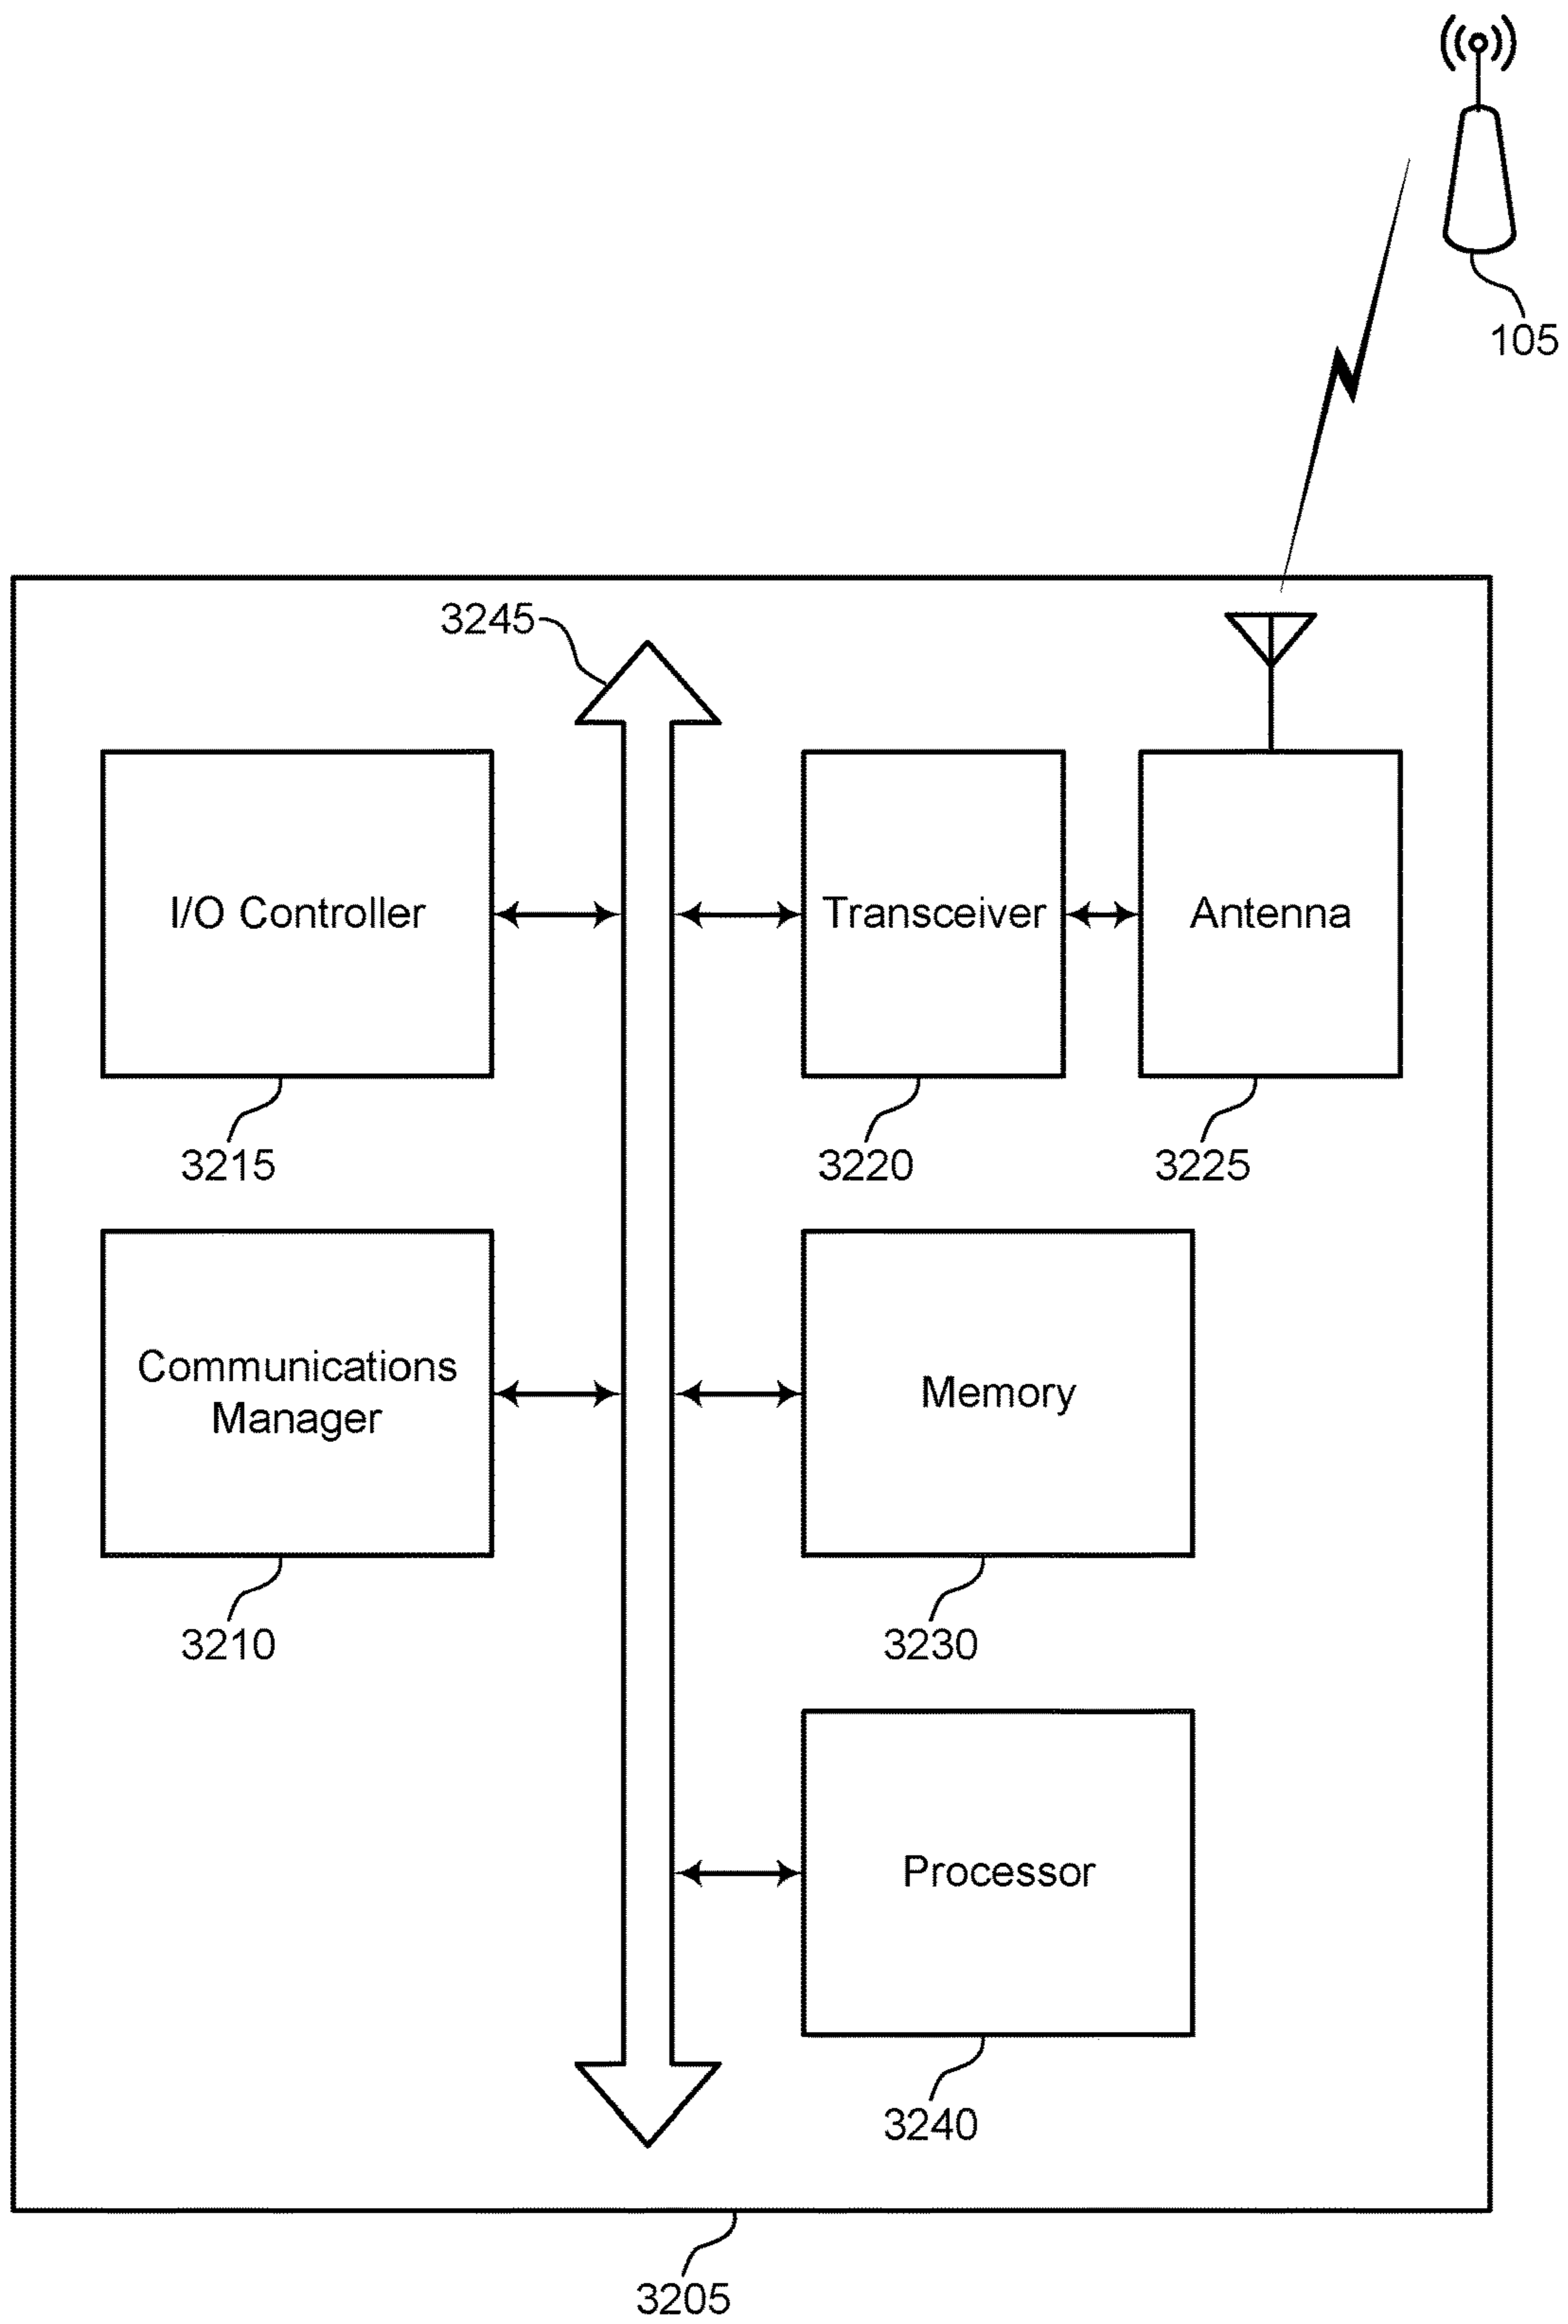 105
3245
I/O Controller
Transceiver
Antenna
3215
3220
3225
Communications
Manager
Memory
3210
3230
Processor
3240
3205